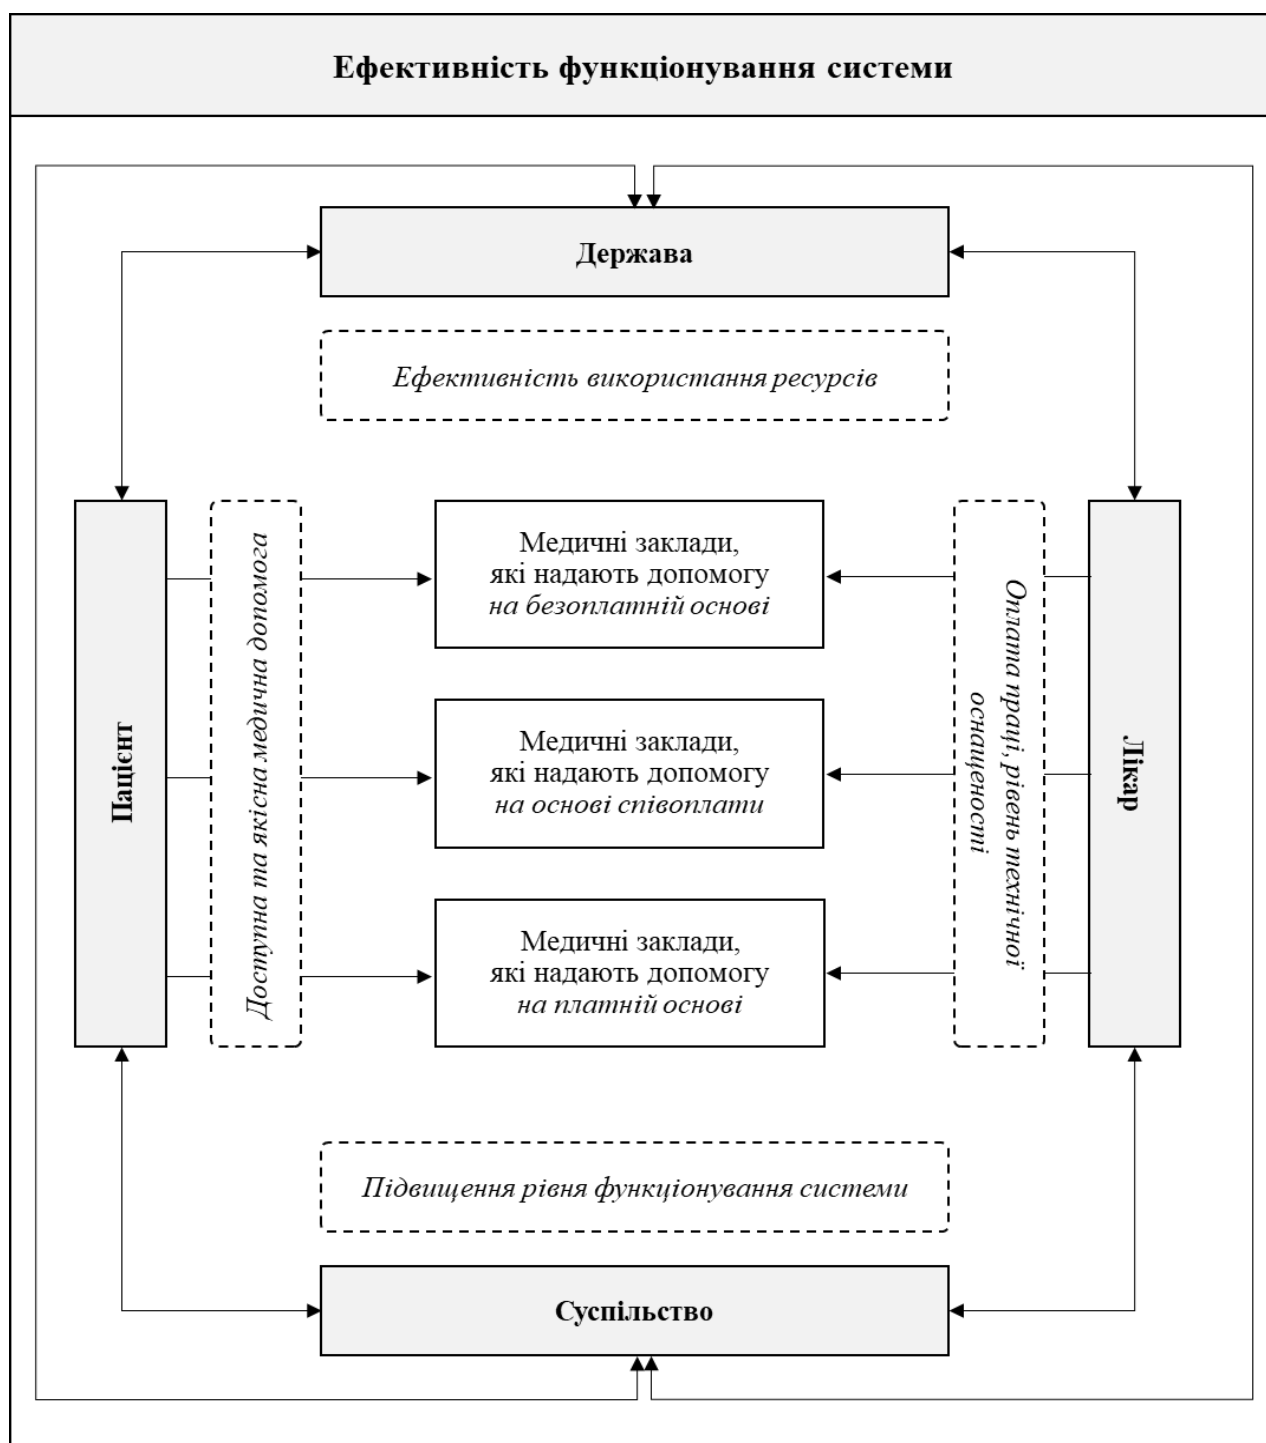 Ефективність функціонування системи
Держава
Ефективність використання ресурсів
Пацієнт
Доступна та якісна медична допомога
Медичні заклади,
які надають допомогу
на безоплатній основі
Медичні заклади,
які надають допомогу
на основі співоплати
Медичні заклади,
які надають допомогу
на платній основі
Оплата праці, рівень технічної
оснащеності
Лікар
Підвищення рівня функціонування системи
Суспільство